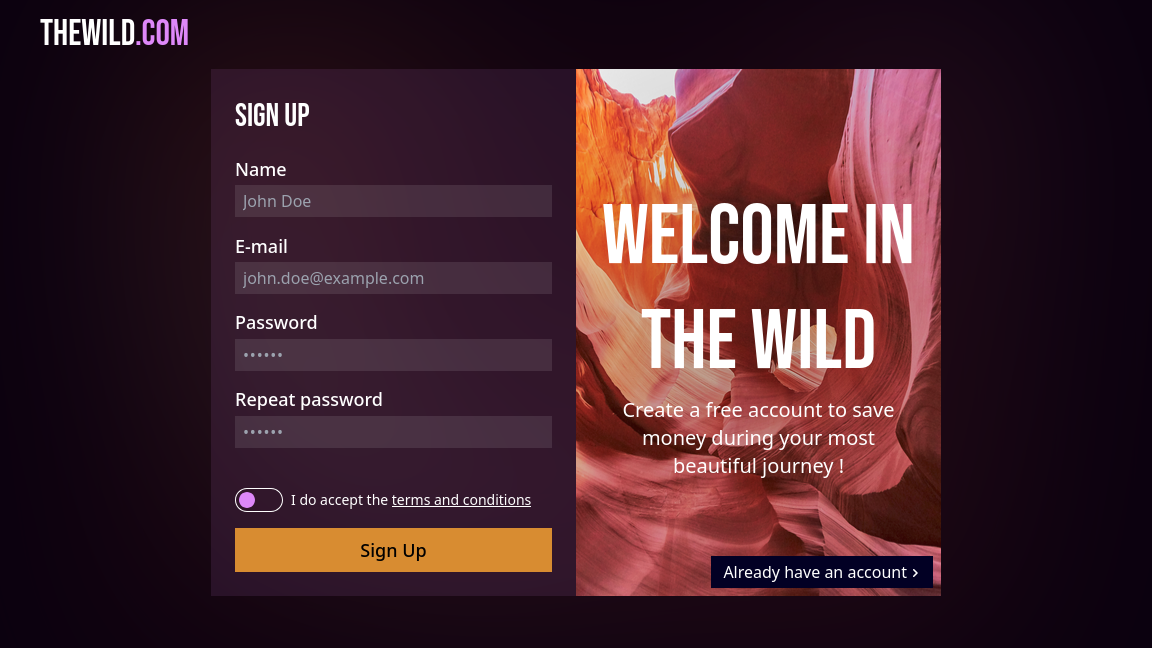 THEWILD.COM
SIGN UP
Name
John Doe
E-mail
john.doe@example.com
Password
••••••
Repeat password
••••••
I do accept the terms and conditions
Sign Up
WELCOME IN
THE WILD
Create a free account to save
money during your most
beautiful journey !
Already have an account ›